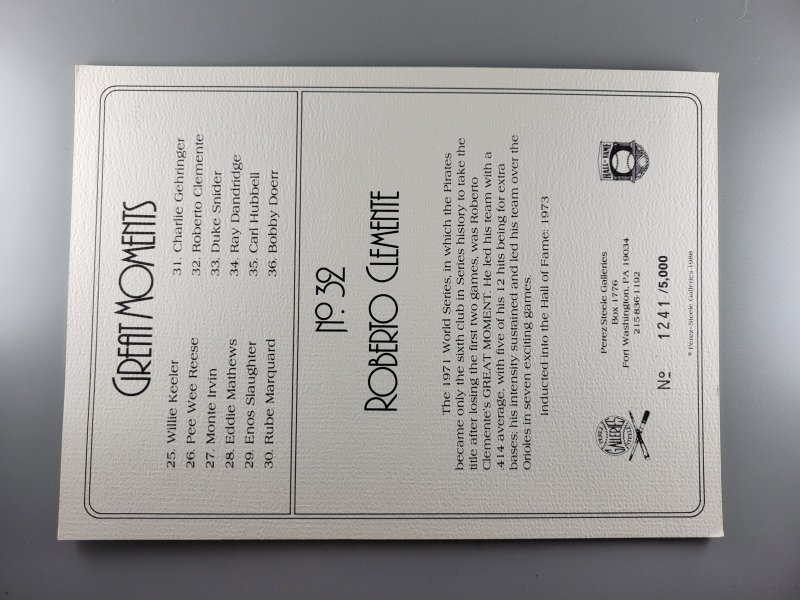 GREAT MOMENTS
25. Willie Keeler
26. Pee Wee Reese
27. Monte Irvin
28. Eddie Mathews
29. Enos Slaughter
30. Rube Marquard
31. Charlie Gehringer
32. Roberto Clemente
33. Duke Snider
34. Ray Dandridge
35. Carl Hubbell
36. Bobby Doerr
No. 32
ROBERTO CLEMENTE
The 1971 World Series, in which the Pirates
became only the sixth club in Series history to take the
title after losing the first two games, was Roberto
Clemente's GREAT MOMENT. He led his team with a
.414 average, with five of his 12 hits being for extra
bases; his intensity sustained and led his team over the
Orioles in seven exciting games.
Inducted into the Hall of Fame: 1973
PEREZ
GALLERIES
STEELE
Perez-Steele Galleries
Box 1776
Fort Washington, PA 19034
215-836-1192
HALL of FAME
No 1241 /5,000
© Perez-Steele Galleries 1988